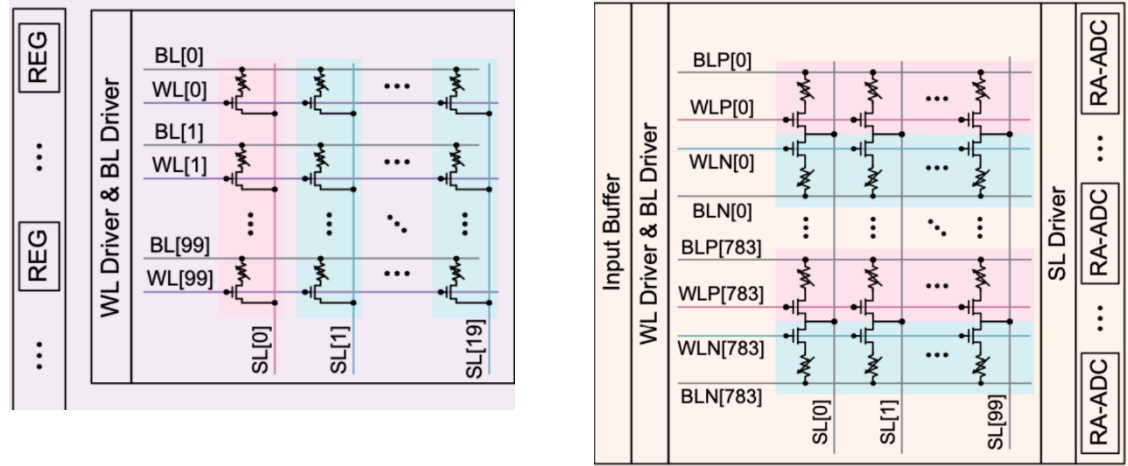 REG
...
REG
...
WL Driver & BL Driver
BL[0]
WL[0]
...
BL[1]
WL[1]
...
BL[99]
WL[99]
...
SL[0]
SL[1]
SL[19]
Input Buffer
WL Driver & BL Driver
BLP[0]
WLP[0]
...
WLN[0]
...
BLN[0]
BLP[783]
WLP[783]
...
WLN[783]
...
BLN[783]
SL[0]
SL[1]
SL[99]
SL Driver
RA-ADC
...
RA-ADC
...
RA-ADC